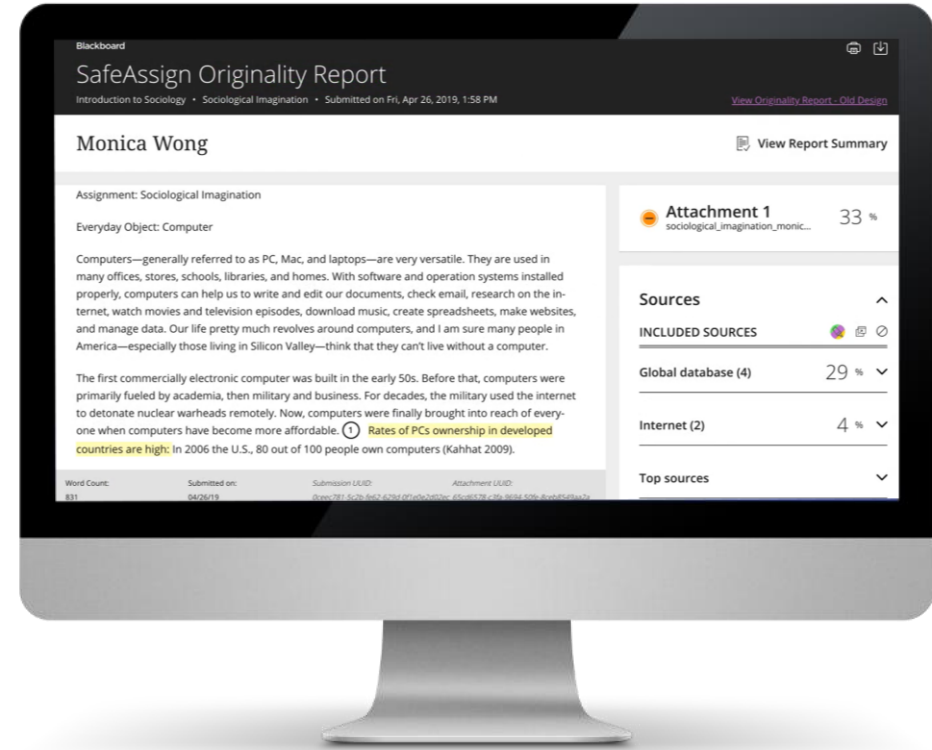 Blackboard
SafeAssign Originality Report
Introduction to Sociology • Sociological Imagination • Submitted on Fri, Apr 26, 2019, 1:58 PM
View Originality Report - Old Design
Monica Wong
View Report Summary
Assignment: Sociological Imagination
Everyday Object: Computer
Computers—generally referred to as PC, Mac, and laptops—are very versatile. They are used in
many offices, stores, schools, libraries, and homes. With software and operation systems installed
properly, computers can help us to write and edit our documents, check email, research on the in-
ternet, watch movies and television episodes, download music, create spreadsheets, make websites,
and manage data. Our life pretty much revolves around computers, and I am sure many people in
America—especially those living in Silicon Valley—think that they can't live without a computer.
The first commercially electronic computer was built in the early 50s. Before that, computers were
primarily fueled by academia, then military and business. For decades, the military used the internet
to detonate nuclear warheads remotely. Now, computers were finally brought into reach of every-
one when computers have become more affordable. 1 Rates of PCs ownership in developed
countries are high: In 2006 the U.S., 80 out of 100 people own computers (Kahhat 2009).
Word Count: Submitted on: Submission UUID: Attachment UUID:
831 04/26/19
Attachment 1 33 %
sociological_imagination_monic...
Sources
INCLUDED SOURCES
Global database (4) 29 %
Internet (2) 4 %
Top sources